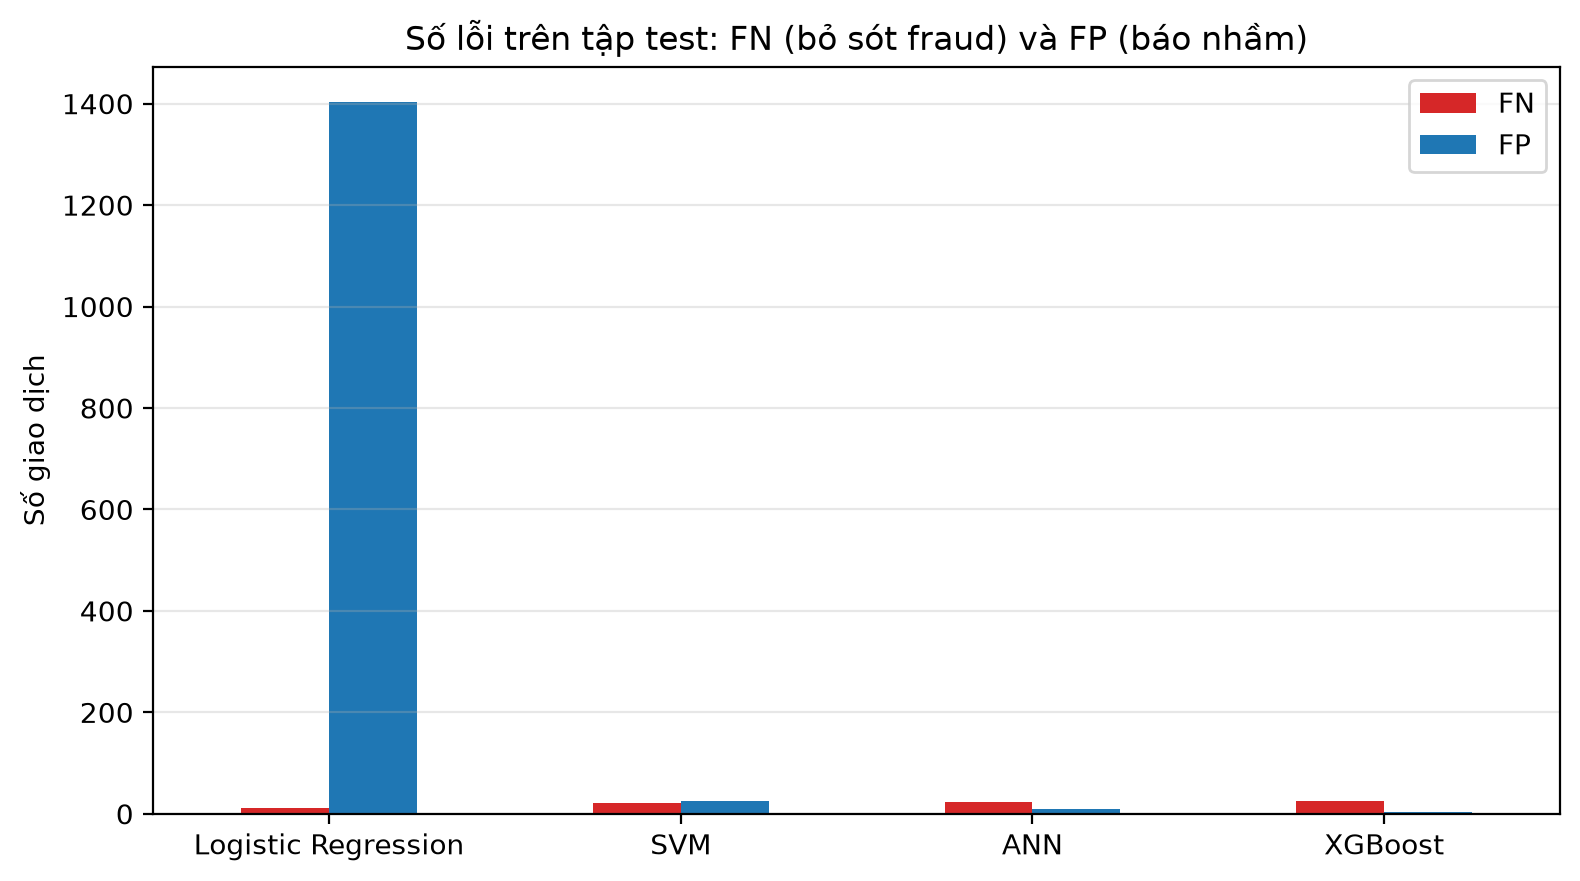 Số lỗi trên tập test: FN (bỏ sót fraud) và FP (báo nhầm)
FN
FP
Số giao dịch
1400
1200
1000
800
600
400
200
0
Logistic Regression
SVM
ANN
XGBoost